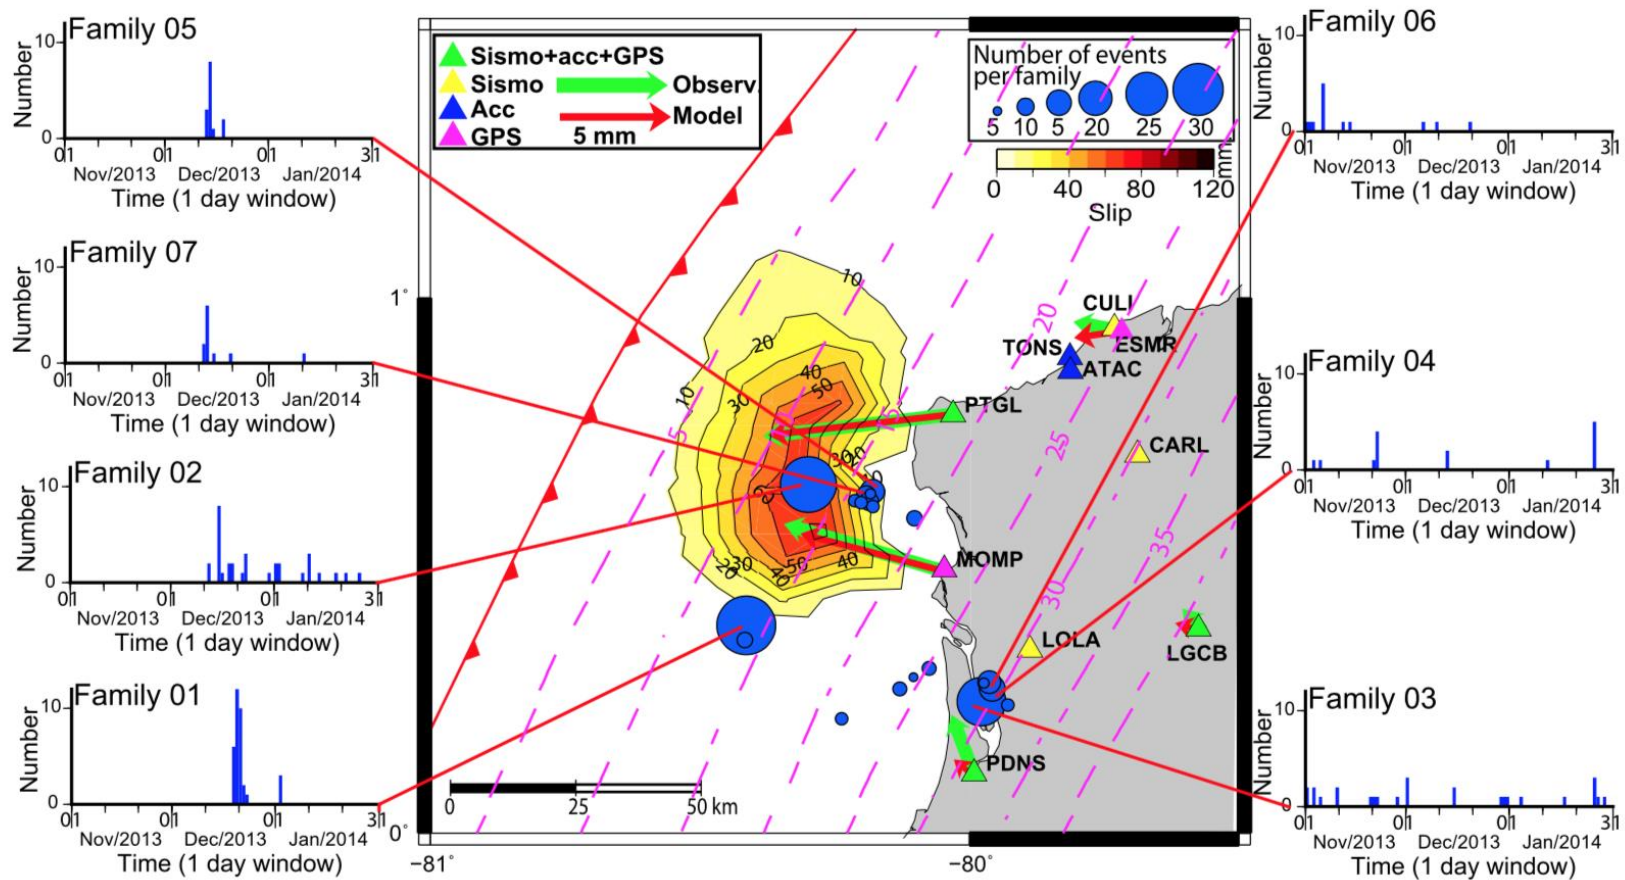 Family 05
10
0
Number
01 01 01 31
Nov/2013 Dec/2013 Jan/2014
Time (1 day window)
Family 07
10
0
Number
01 01 01 31
Nov/2013 Dec/2013 Jan/2014
Time (1 day window)
Family 02
10
0
Number
01 01 01 31
Nov/2013 Dec/2013 Jan/2014
Time (1 day window)
Family 01
10
0
Number
01 01 01 31
Nov/2013 Dec/2013 Jan/2014
Time (1 day window)
Sismo+acc+GPS
Sismo
Observ.
Acc
Model
GPS
5 mm
Number of events
per family
5 10 5 20 25 30
0 40 80 120
mm
Slip
1°
0°
−81°
−80°
10
20
40
50
30
10
30
20
10
60
20
30
40
50
40
5
15
20
25
30
35
CULI
ESMR
TONS
ATAC
PTGL
CARL
MOMP
LOLA
LGCB
PDNS
0 25 50 km
Family 06
10
0
Number
01 01 01 31
Nov/2013 Dec/2013 Jan/2014
Time (1 day window)
Family 04
10
0
Number
01 01 01 31
Nov/2013 Dec/2013 Jan/2014
Time (1 day window)
Family 03
10
0
Number
01 01 01 31
Nov/2013 Dec/2013 Jan/2014
Time (1 day window)